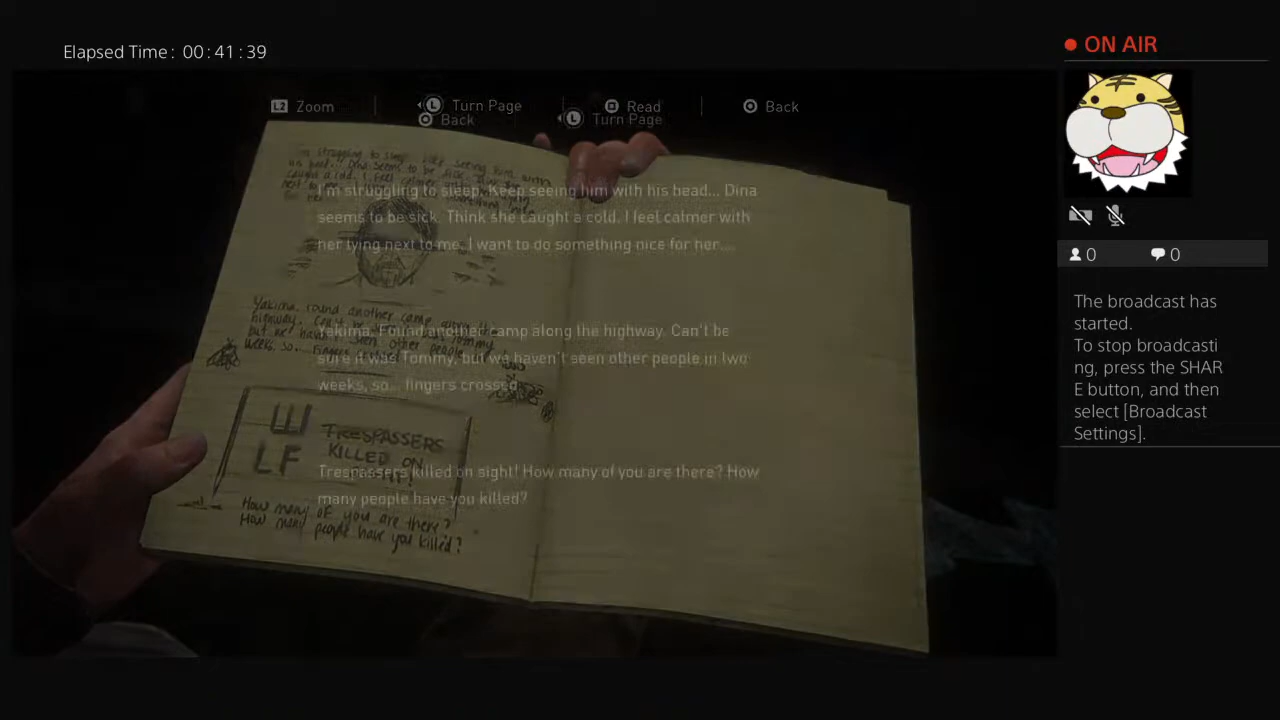 Elapsed Time: 00:41:39
ON AIR
L2 Zoom
L Turn Page
Read
Back
Back
L Turn Page
I'm struggling to sleep. Keep seeing him with his head... Dina
seems to be sick. Think she caught a cold. I feel calmer with
her lying next to me. I want to do something nice for her...
Yakima. Found another camp along the highway. Can't be
sure it was Tommy, but we haven't seen other people in two
weeks, so... fingers crossed.
Trespassers killed on sight! How many of you are there? How
many people have you killed?
W
LF
TRESPASSERS
KILLED ON
How many of you are there?
How many people have you killed?
0
0
The broadcast has
started.
To stop broadcasti
ng, press the SHAR
E button, and then
select [Broadcast
Settings].